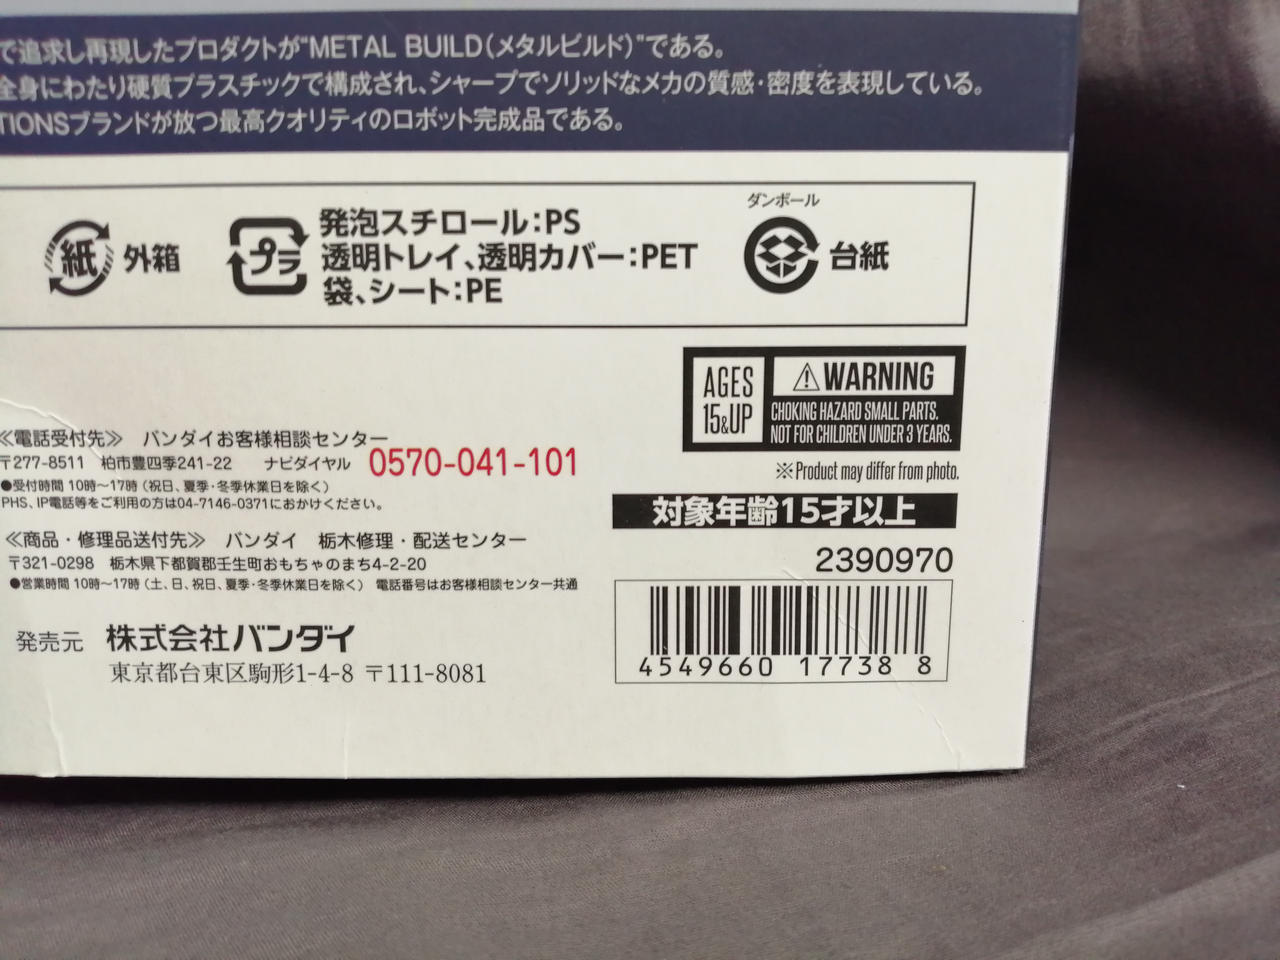 で追求し再現したプロダクトが"METAL BUILD(メタルビルド)"である。
全身にわたり硬質プラスチックで構成され、シャープでソリッドなメカの質感・密度を表現している。
TIONSブランドが放つ最高クオリティのロボット完成品である。
紙 外箱
プラ
発泡スチロール:PS
透明トレイ、透明カバー:PET
袋、シート:PE
ダンボール
台紙
AGES
15&UP
⚠WARNING
CHOKING HAZARD SMALL PARTS.
NOT FOR CHILDREN UNDER 3 YEARS.
※Product may differ from photo.
対象年齢15才以上
2390970
4549660 17738 8
≪電話受付先≫ バンダイお客様相談センター
〒277-8511 柏市豊四季241-22 ナビダイヤル 0570-041-101
●受付時間 10時〜17時(祝日、夏季・冬季休業日を除く)
PHS、IP電話等をご利用の方は04-7146-0371におかけください。
≪商品・修理品送付先≫ バンダイ 栃木修理・配送センター
〒321-0298 栃木県下都賀郡壬生町おもちゃのまち4-2-20
●営業時間 10時〜17時(土、日、祝日、夏季・冬季休業日を除く) 電話番号はお客様相談センター共通
発売元 株式会社バンダイ
東京都台東区駒形1-4-8 〒111-8081